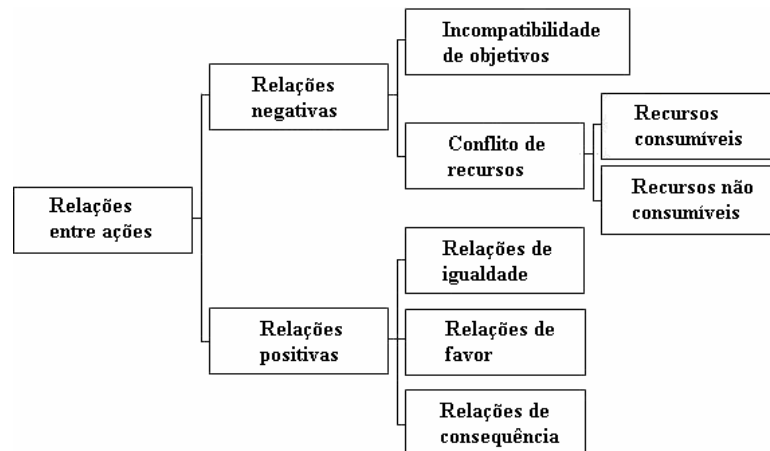 Incompatibilidade
de objetivos
Relações
negativas
Recursos
consumíveis
Conflito de
recursos
Recursos não
consumíveis
Relações
entre ações
Relações de
igualdade
Relações
positivas
Relações de
favor
Relações de
consequência